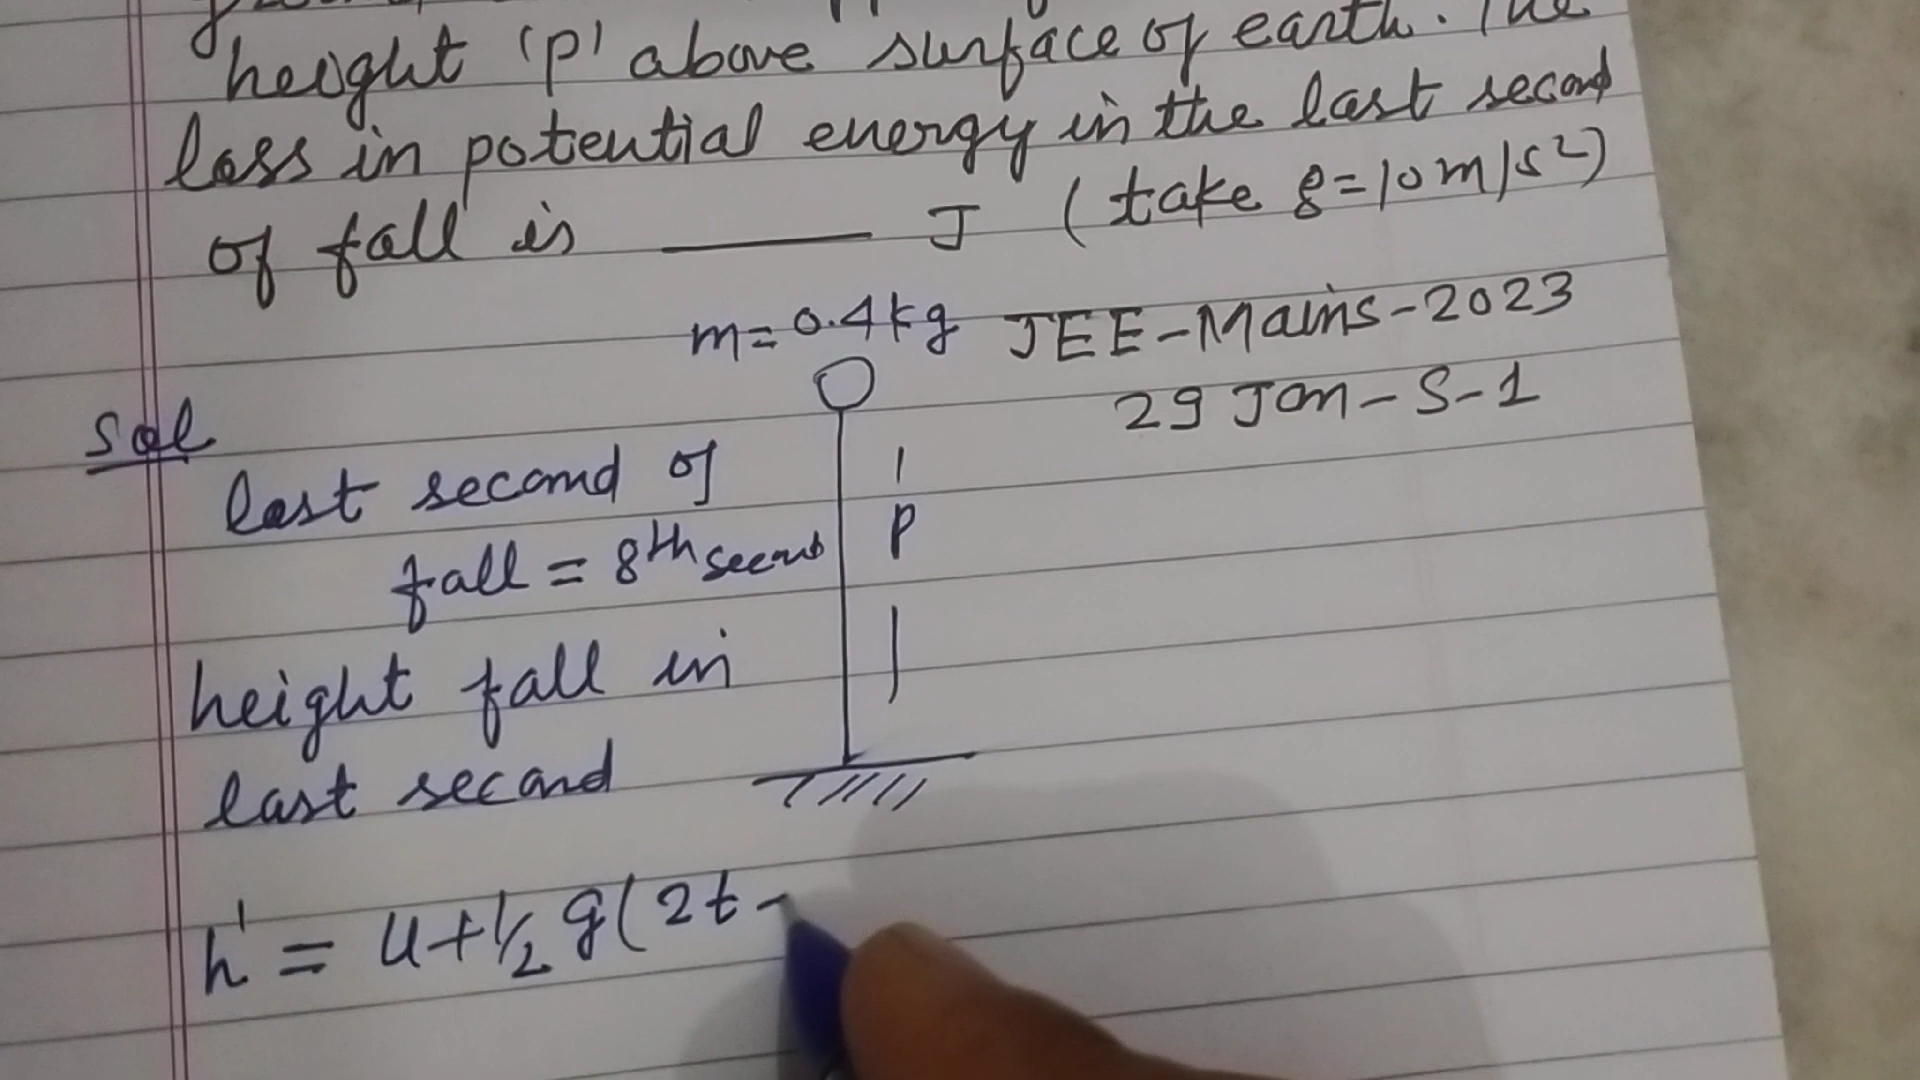 height 'p' above surface of earth. The
loss in potential energy in the last second
of fall is ______ J (take g=10m/s²)
m=0.4kg JEE-Mains-2023
29 Jan-S-1
Sol
last second of
fall = 8th second
p
height fall in
last second
h' = u+1/2 g(2t-